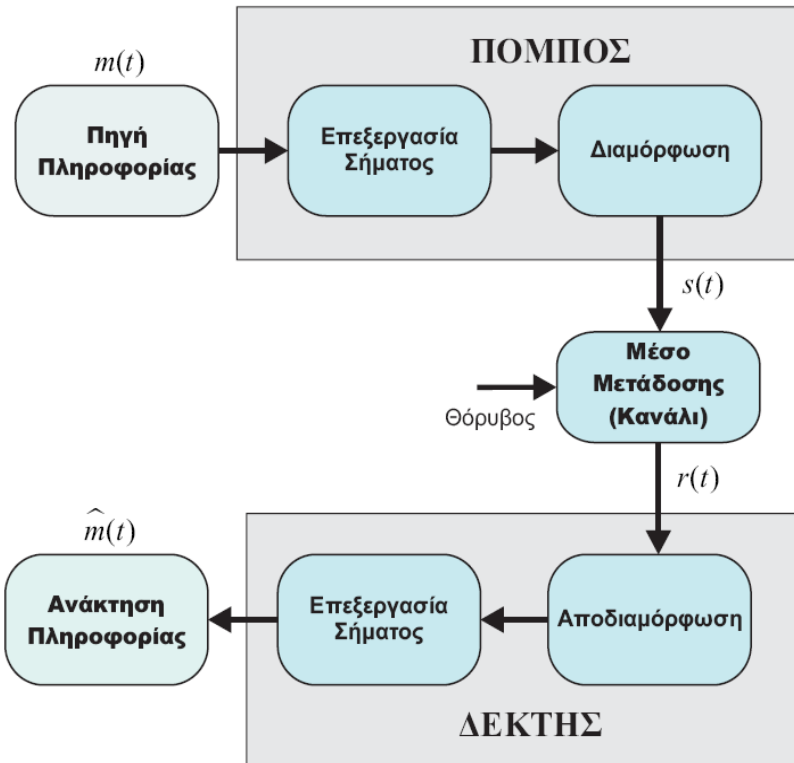 m(t)
ΠΟΜΠΟΣ
Πηγή
Πληροφορίας
Επεξεργασία
Σήματος
Διαμόρφωση
s(t)
Μέσο
Μετάδοσης
(Κανάλι)
Θόρυβος
r(t)
m̂(t)
Ανάκτηση
Πληροφορίας
Επεξεργασία
Σήματος
Αποδιαμόρφωση
ΔΕΚΤΗΣ